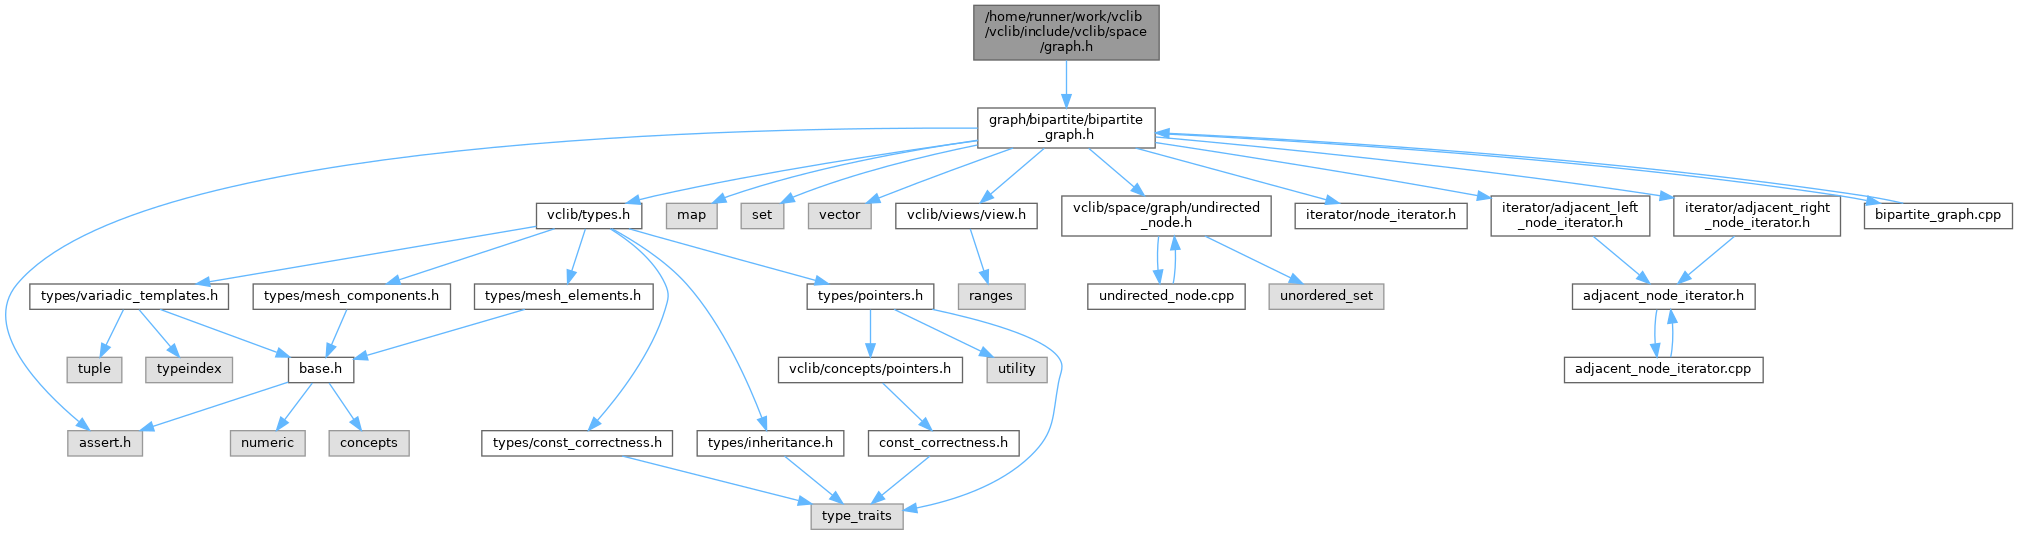 /home/runner/work/vclib
/vclib/include/vclib/space
/graph.h
graph/bipartite/bipartite
_graph.h
vclib/types.h
map
set
vector
vclib/views/view.h
vclib/space/graph/undirected
_node.h
iterator/node_iterator.h
iterator/adjacent_left
_node_iterator.h
iterator/adjacent_right
_node_iterator.h
bipartite_graph.cpp
types/variadic_templates.h
types/mesh_components.h
types/mesh_elements.h
types/pointers.h
ranges
undirected_node.cpp
unordered_set
adjacent_node_iterator.h
tuple
typeindex
base.h
vclib/concepts/pointers.h
utility
adjacent_node_iterator.cpp
assert.h
numeric
concepts
types/const_correctness.h
types/inheritance.h
const_correctness.h
type_traits